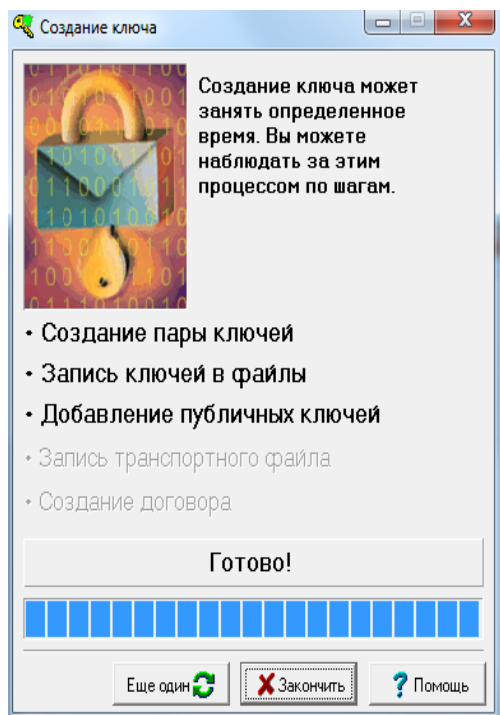 Создание ключа
Создание ключа может
занять определенное
время. Вы можете
наблюдать за этим
процессом по шагам.
• Создание пары ключей
• Запись ключей в файлы
• Добавление публичных ключей
• Запись транспортного файла
• Создание договора
Готово!
Еще один
Закончить
Помощь